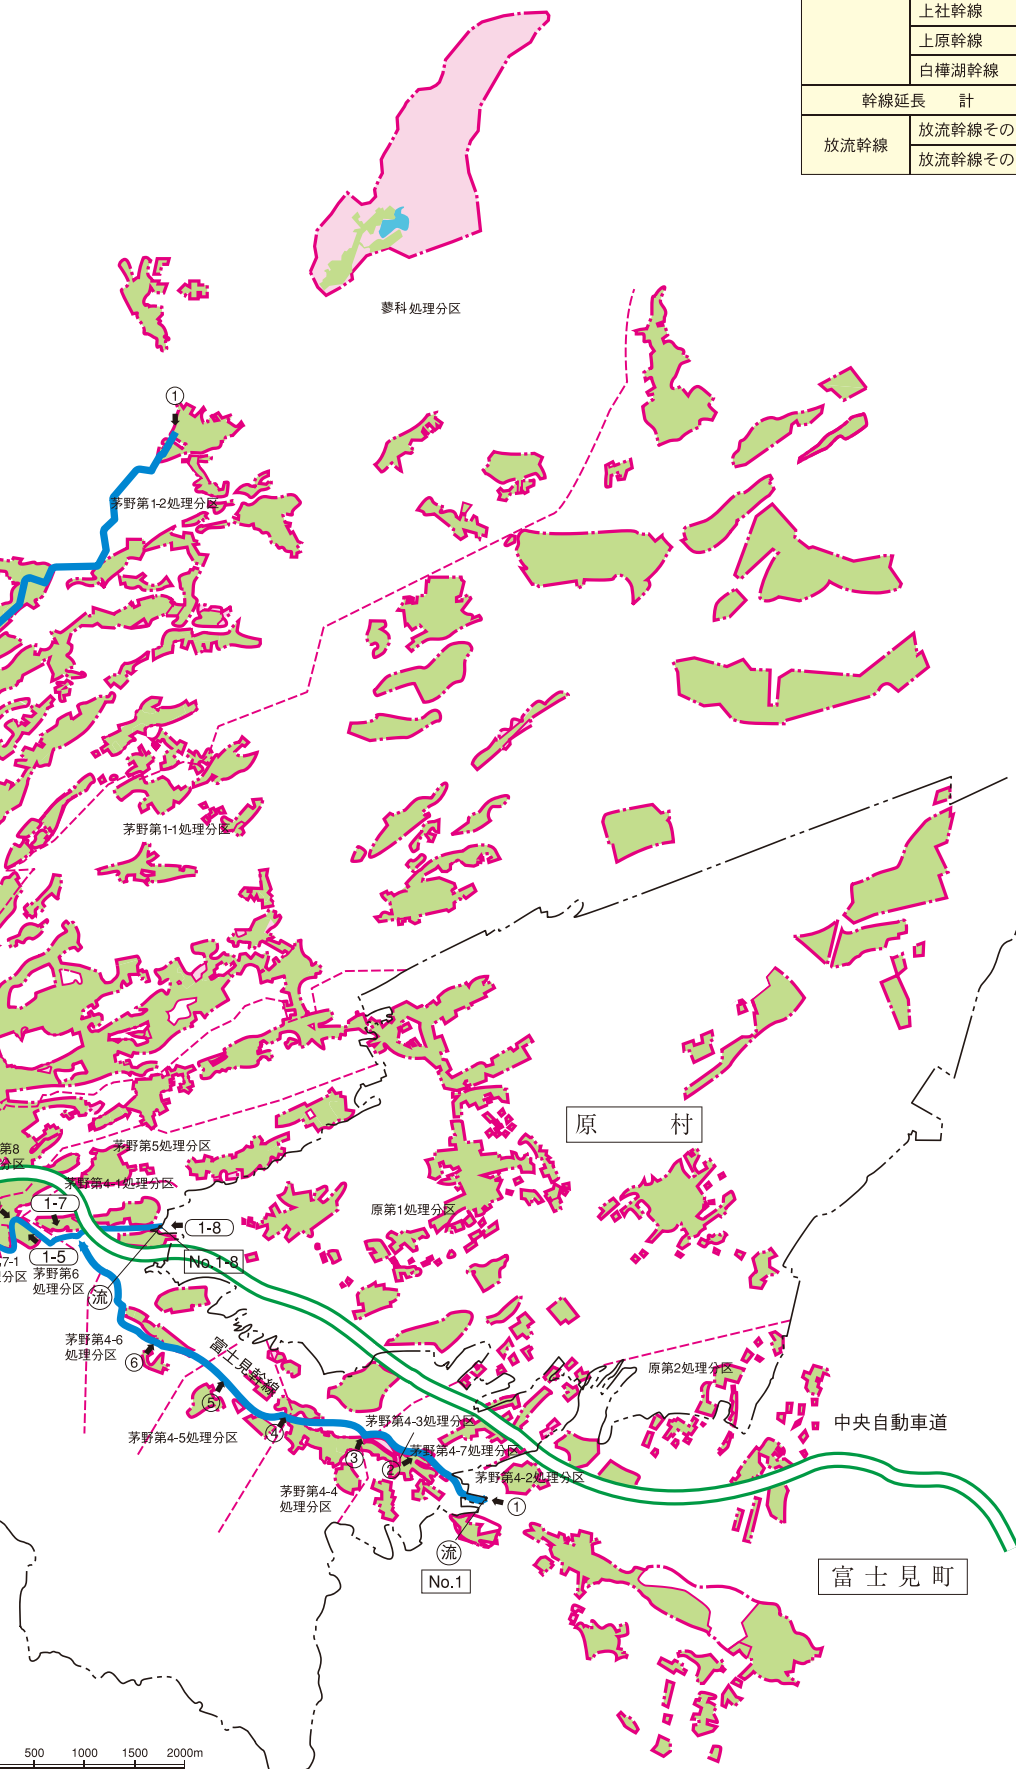 上社幹線
上原幹線
白樺湖幹線
幹線延長　計
放流幹線
放流幹線その
放流幹線その
蓼科処理分区
①
茅野第1-2処理分区
茅野第1-1処理分区
原　村
茅野第5処理分区
第8
分区
茅野第4-1処理分区
1-7
原第1処理分区
1-8
1-5
No.1-8
7-1
分区
茅野第6
処理分区
流
茅野第4-6
処理分区
⑥
富士見幹線
原第2処理分区
⑤
茅野第4-5処理分区
④
茅野第4-3処理分区
中央自動車道
③
②
茅野第4-7処理分区
茅野第4-2処理分区
茅野第4-4
処理分区
①
流
No.1
富士見町
500 1000 1500 2000m